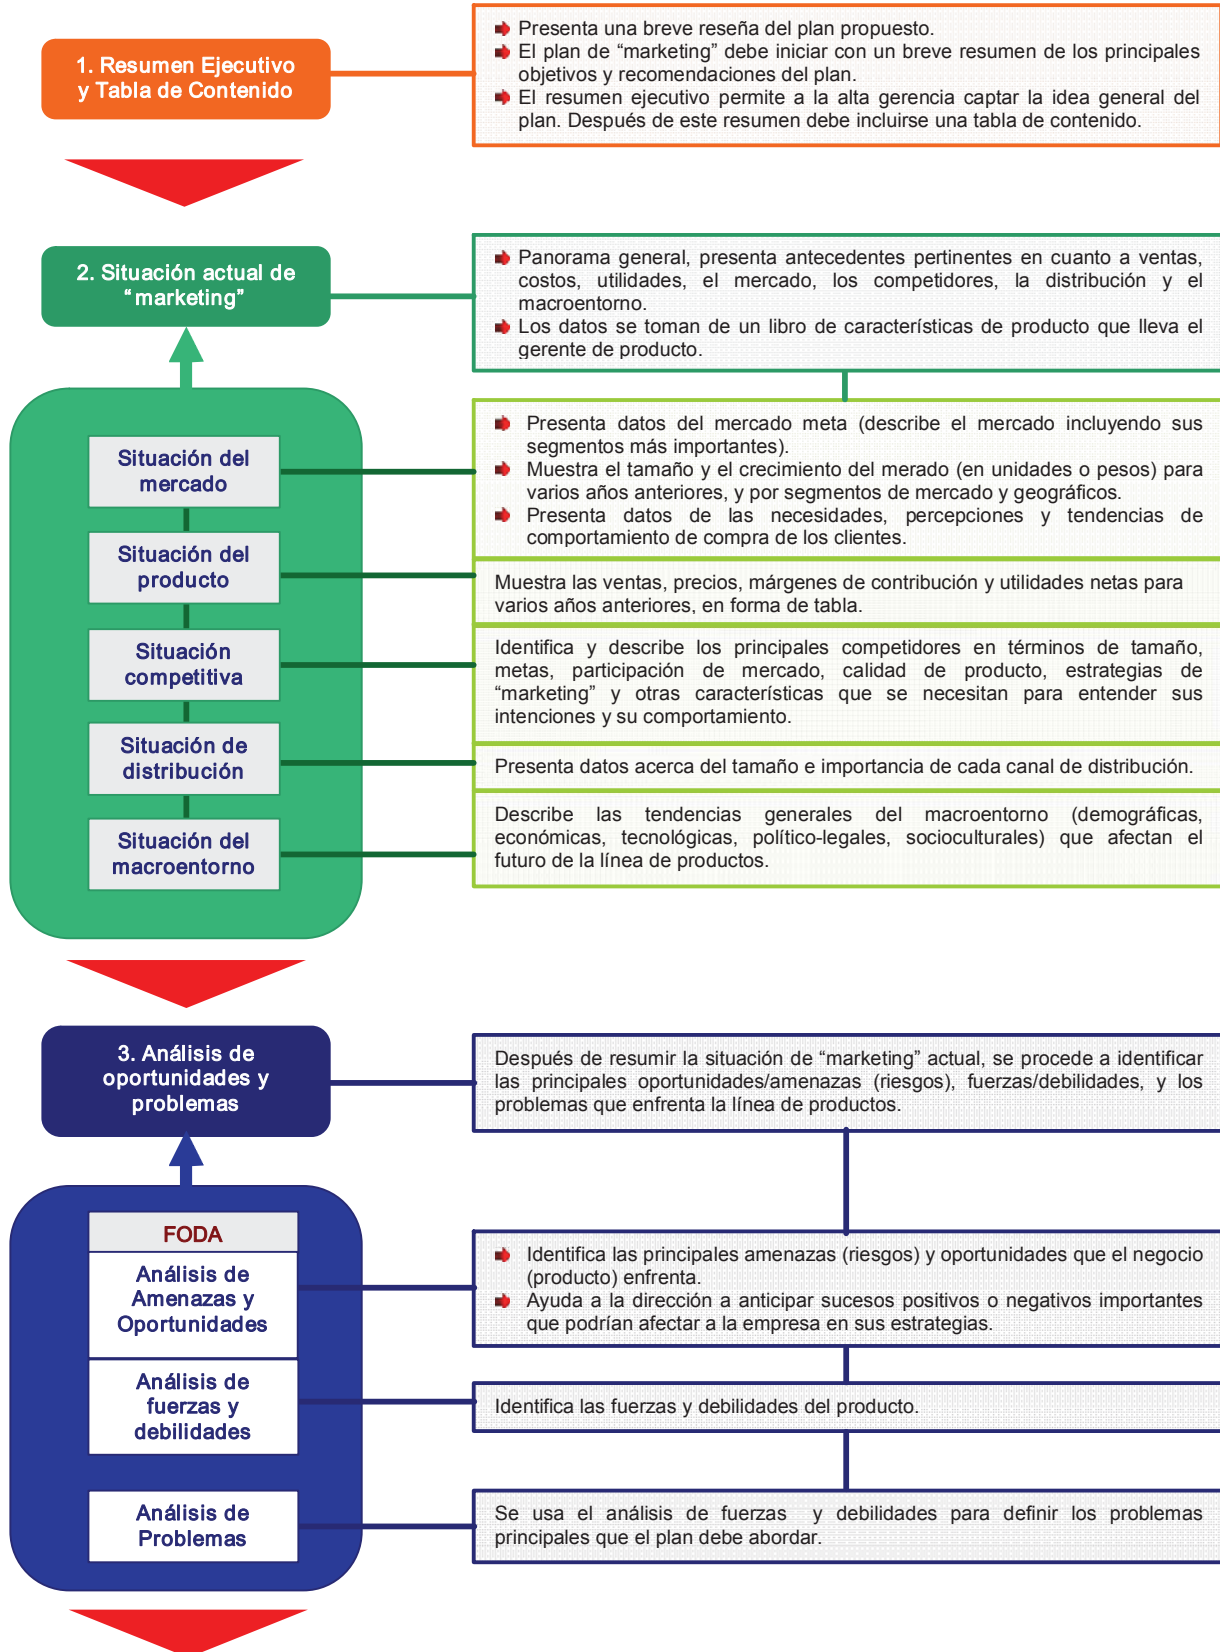 1. Resumen Ejecutivo
y Tabla de Contenido
Presenta una breve reseña del plan propuesto.
El plan de “marketing” debe iniciar con un breve resumen de los principales
objetivos y recomendaciones del plan.
El resumen ejecutivo permite a la alta gerencia captar la idea general del
plan. Después de este resumen debe incluirse una tabla de contenido.
2. Situación actual de
“marketing”
Panorama general, presenta antecedentes pertinentes en cuanto a ventas,
costos, utilidades, el mercado, los competidores, la distribución y el
macroentorno.
Los datos se toman de un libro de características de producto que lleva el
gerente de producto.
Situación del
mercado
Presenta datos del mercado meta (describe el mercado incluyendo sus
segmentos más importantes).
Muestra el tamaño y el crecimiento del merado (en unidades o pesos) para
varios años anteriores, y por segmentos de mercado y geográficos.
Presenta datos de las necesidades, percepciones y tendencias de
comportamiento de compra de los clientes.
Situación del
producto
Muestra las ventas, precios, márgenes de contribución y utilidades netas para
varios años anteriores, en forma de tabla.
Situación
competitiva
Identifica y describe los principales competidores en términos de tamaño,
metas, participación de mercado, calidad de producto, estrategias de
“marketing” y otras características que se necesitan para entender sus
intenciones y su comportamiento.
Situación de
distribución
Presenta datos acerca del tamaño e importancia de cada canal de distribución.
Situación del
macroentorno
Describe las tendencias generales del macroentorno (demográficas,
económicas, tecnológicas, político-legales, socioculturales) que afectan el
futuro de la línea de productos.
3. Análisis de
oportunidades y
problemas
Después de resumir la situación de “marketing” actual, se procede a identificar
las principales oportunidades/amenazas (riesgos), fuerzas/debilidades, y los
problemas que enfrenta la línea de productos.
FODA
Análisis de
Amenazas y
Oportunidades
Identifica las principales amenazas (riesgos) y oportunidades que el negocio
(producto) enfrenta.
Ayuda a la dirección a anticipar sucesos positivos o negativos importantes
que podrían afectar a la empresa en sus estrategias.
Análisis de
fuerzas y
debilidades
Identifica las fuerzas y debilidades del producto.
Análisis de
Problemas
Se usa el análisis de fuerzas y debilidades para definir los problemas
principales que el plan debe abordar.